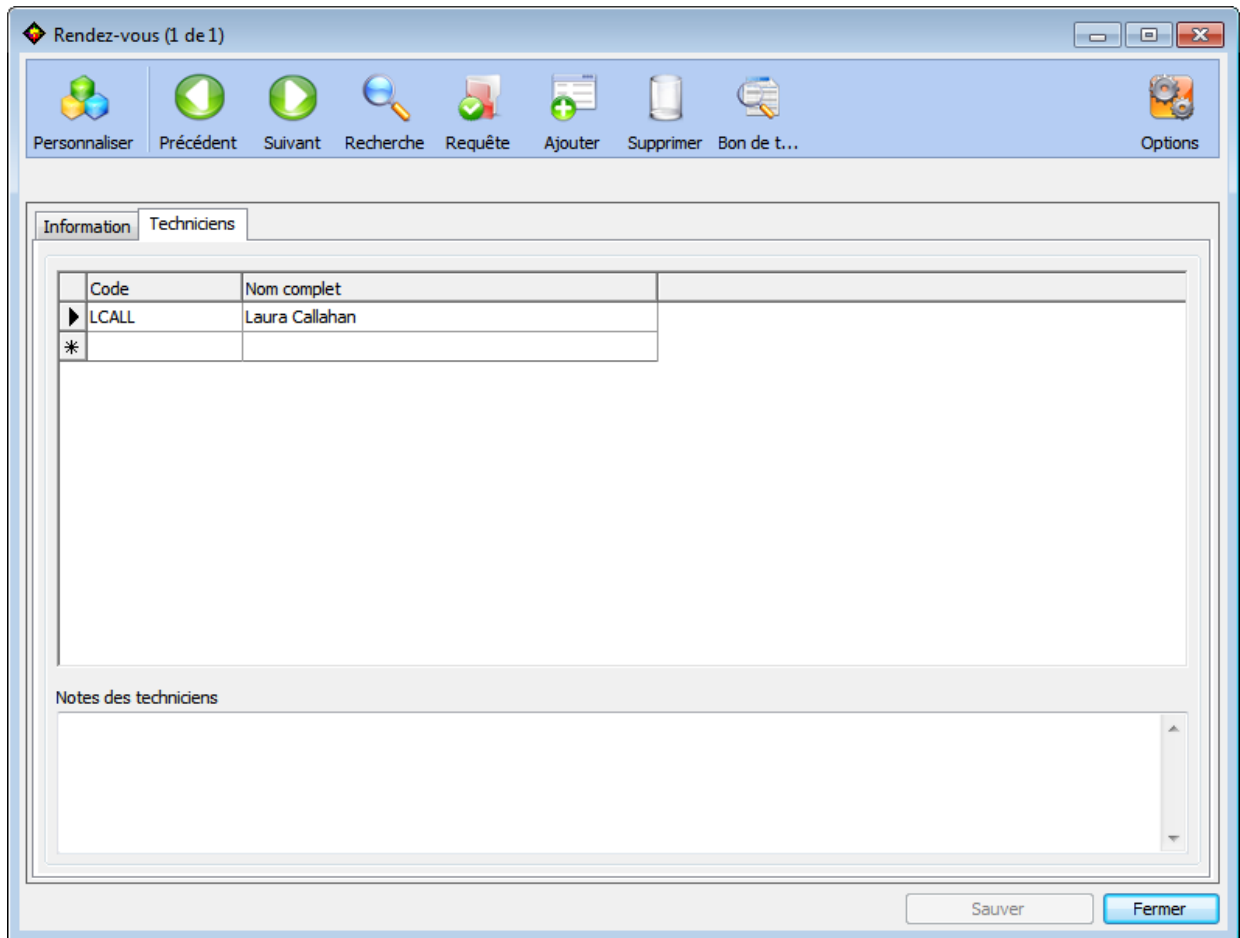 Rendez-vous (1 de 1)
Personnaliser Précédent Suivant Recherche Requête Ajouter Supprimer Bon de t... Options
Information Techniciens
Code Nom complet
LCALL Laura Callahan
Notes des techniciens
Sauver Fermer